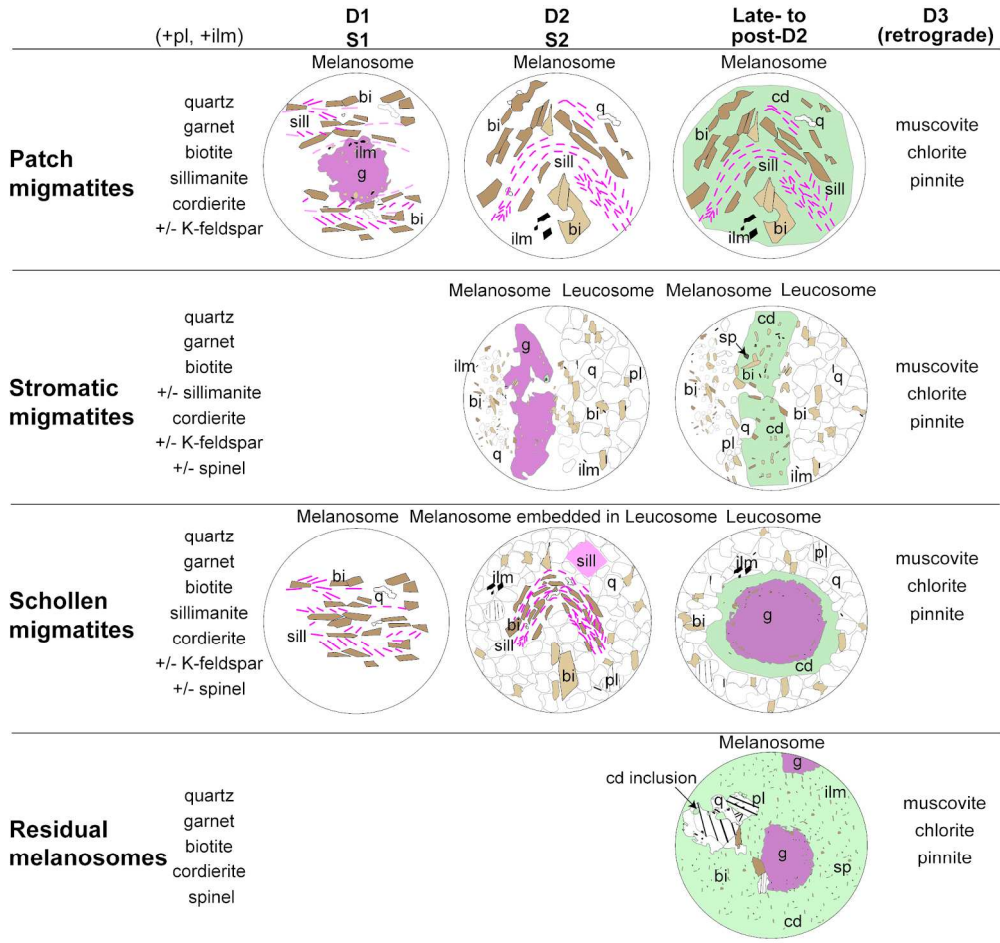 (+pl, +ilm)
D1
S1
D2
S2
Late- to
post-D2
D3
(retrograde)
Patch
migmatites
quartz
garnet
biotite
sillimanite
cordierite
+/- K-feldspar
Melanosome
bi
sill
ilm
g
bi
Melanosome
q
bi
sill
ilm
bi
Melanosome
cd
bi
q
sill
sill
ilm
bi
muscovite
chlorite
pinnite
Stromatic
migmatites
quartz
garnet
biotite
+/- sillimanite
cordierite
+/- K-feldspar
+/- spinel
Melanosome Leucosome
g
ilm
q
pl
bi
bi
q
ilm
Melanosome Leucosome
cd
sp
bi
q
bi
bi
q
cd
pl
ilm
muscovite
chlorite
pinnite
Schollen
migmatites
quartz
garnet
biotite
sillimanite
cordierite
+/- K-feldspar
+/- spinel
Melanosome
bi
q
sill
Melanosome embedded in Leucosome
sill
ilm
q
bi
sill
bi
pl
Leucosome
ilm
pl
q
g
bi
cd
muscovite
chlorite
pinnite
Residual
melanosomes
quartz
garnet
biotite
cordierite
spinel
Melanosome
g
cd inclusion
q
pl
ilm
g
bi
sp
cd
muscovite
chlorite
pinnite